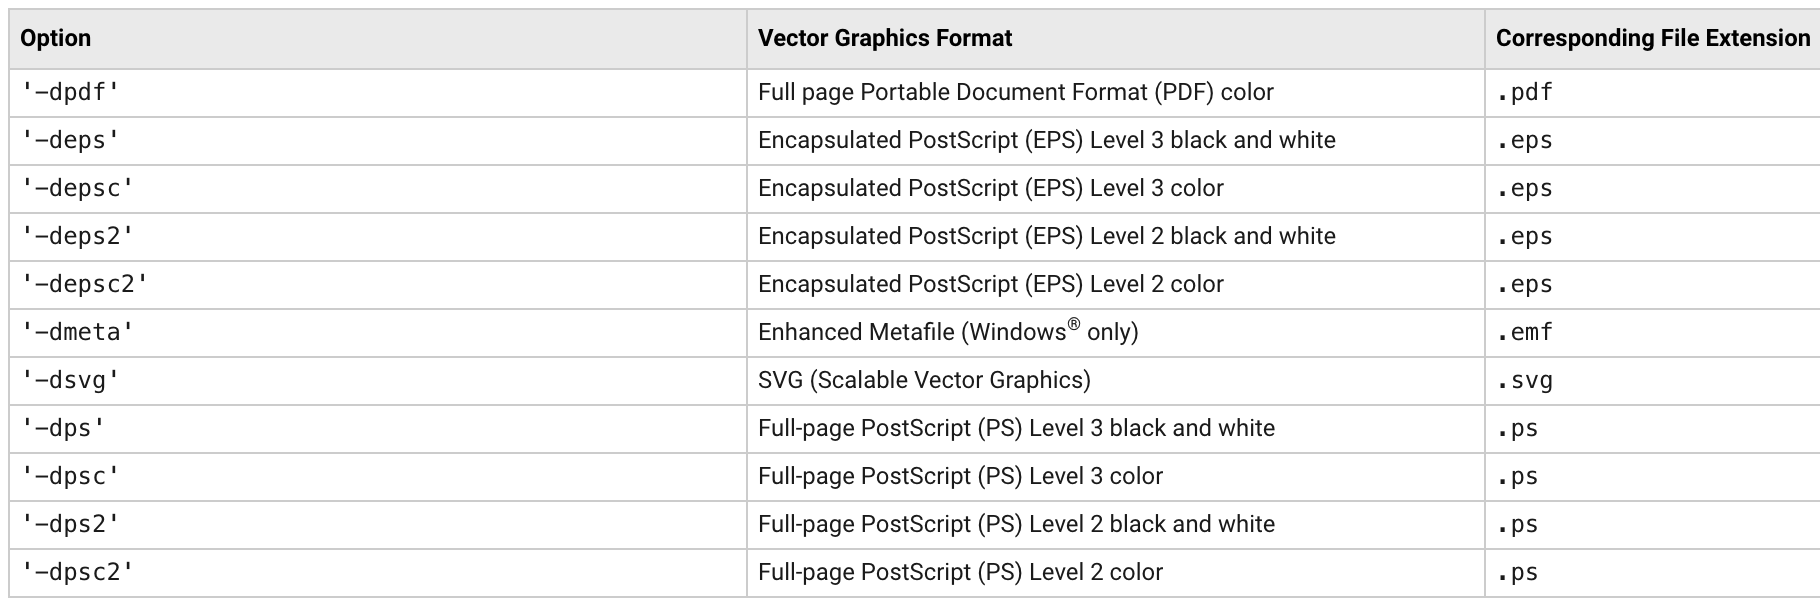 Option Vector Graphics Format Corresponding File Extension
'-dpdf' Full page Portable Document Format (PDF) color .pdf
'-deps' Encapsulated PostScript (EPS) Level 3 black and white .eps
'-depsc' Encapsulated PostScript (EPS) Level 3 color .eps
'-deps2' Encapsulated PostScript (EPS) Level 2 black and white .eps
'-depsc2' Encapsulated PostScript (EPS) Level 2 color .eps
'-dmeta' Enhanced Metafile (Windows® only) .emf
'-dsvg' SVG (Scalable Vector Graphics) .svg
'-dps' Full-page PostScript (PS) Level 3 black and white .ps
'-dpsc' Full-page PostScript (PS) Level 3 color .ps
'-dps2' Full-page PostScript (PS) Level 2 black and white .ps
'-dpsc2' Full-page PostScript (PS) Level 2 color .ps